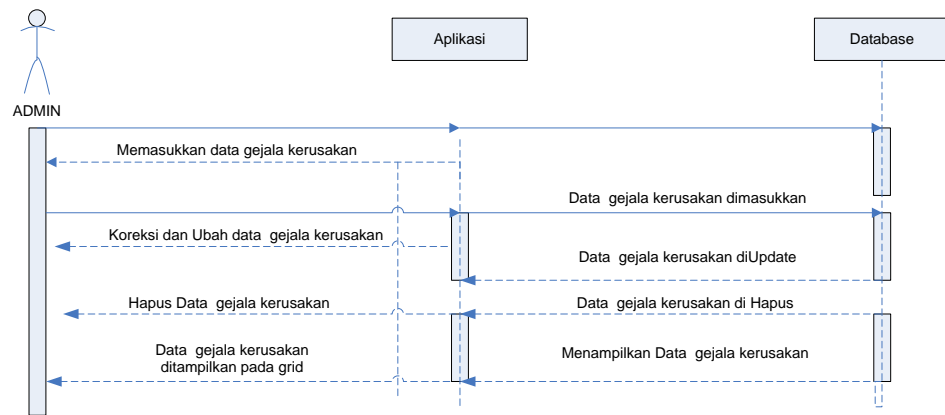 Aplikasi
Database
ADMIN
Memasukkan data gejala kerusakan
Data gejala kerusakan dimasukkan
Koreksi dan Ubah data gejala kerusakan
Data gejala kerusakan diUpdate
Hapus Data gejala kerusakan
Data gejala kerusakan di Hapus
Data gejala kerusakan
ditampilkan pada grid
Menampilkan Data gejala kerusakan